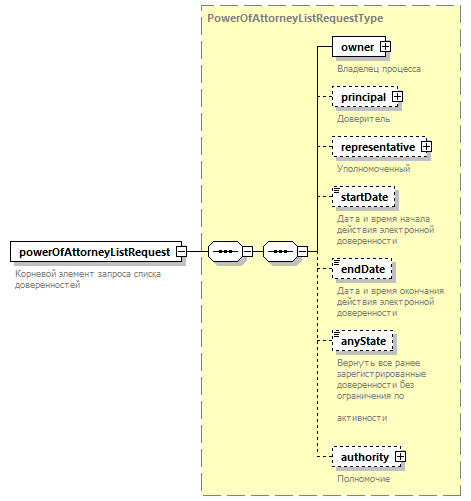 PowerOfAttorneyListRequestType
owner
Владелец процесса
principal
Доверитель
representative
Уполномоченный
startDate
Дата и время начала
действия электронной
доверенности
powerOfAttorneyListRequest
Корневой элемент запроса списка
доверенностей
endDate
Дата и время окончания
действия электронной
доверенности
anyState
Вернуть все ранее
зарегистрированные
доверенности без
ограничения по
активности
authority
Полномочие